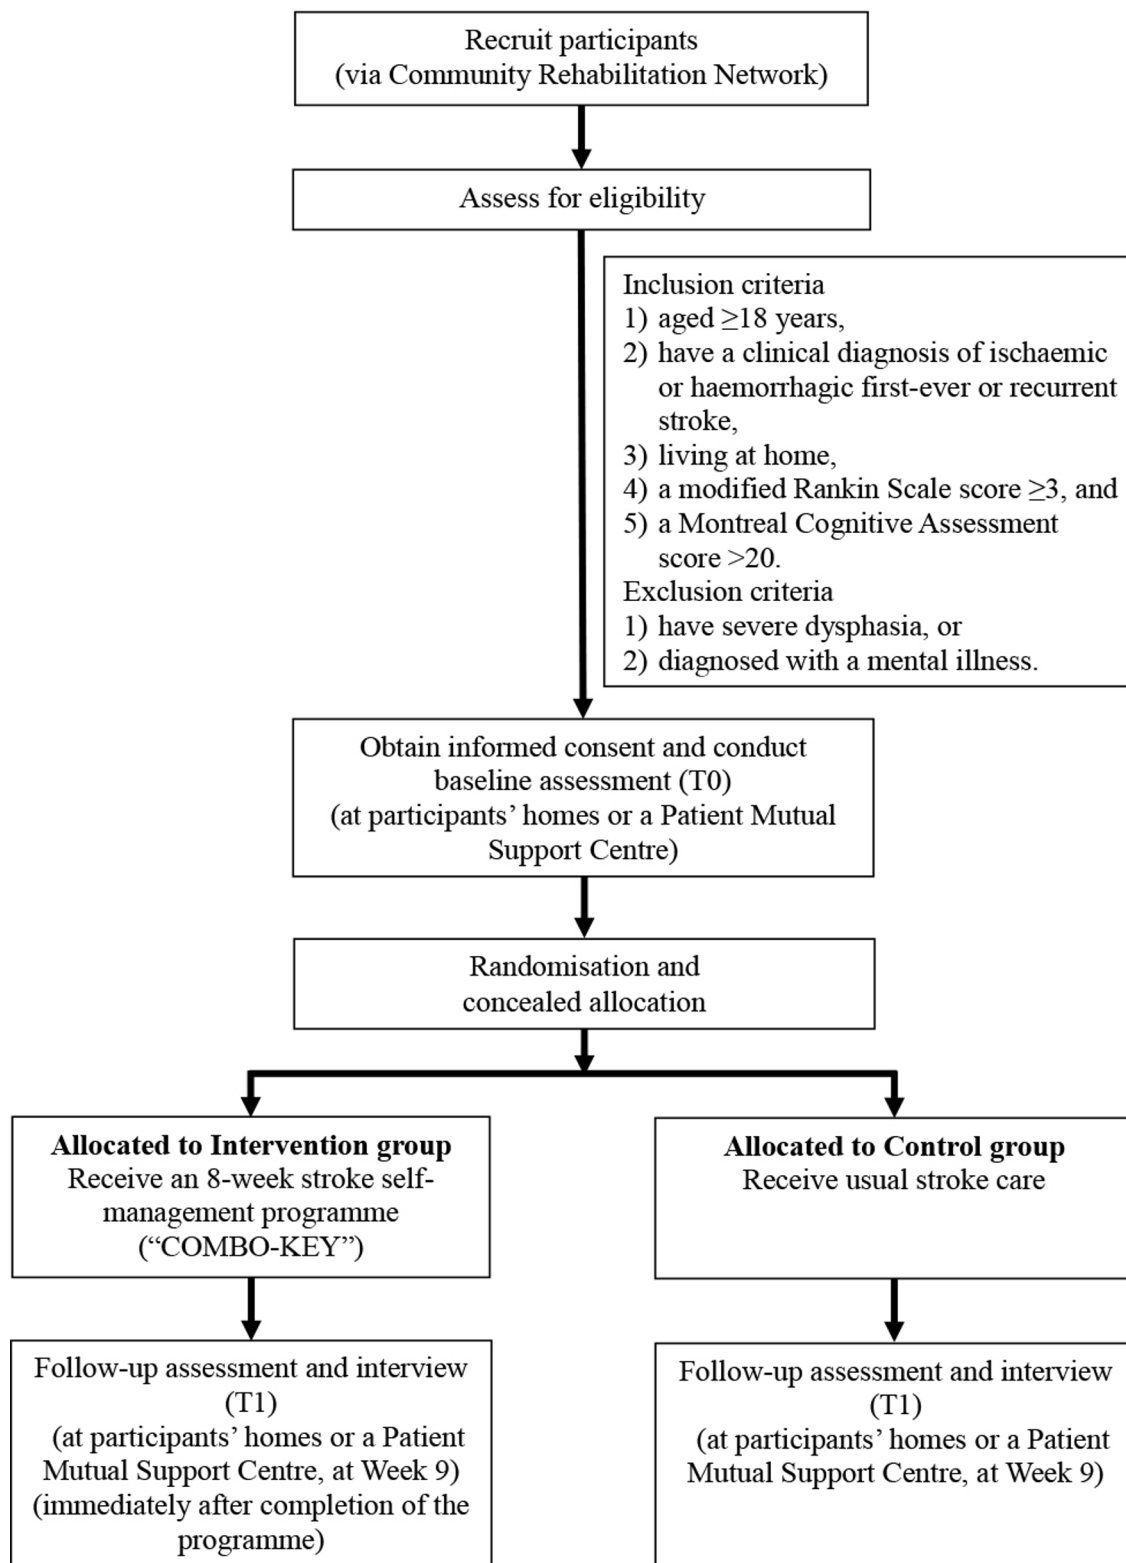 Recruit participants
(via Community Rehabilitation Network)
Assess for eligibility
Inclusion criteria
1) aged ≥18 years,
2) have a clinical diagnosis of ischaemic
or haemorrhagic first-ever or recurrent
stroke,
3) living at home,
4) a modified Rankin Scale score ≥3, and
5) a Montreal Cognitive Assessment
score >20.
Exclusion criteria
1) have severe dysphasia, or
2) diagnosed with a mental illness.
Obtain informed consent and conduct
baseline assessment (T0)
(at participants’ homes or a Patient Mutual
Support Centre)
Randomisation and
concealed allocation
Allocated to Intervention group
Receive an 8-week stroke self-
management programme
(“COMBO-KEY”)
Allocated to Control group
Receive usual stroke care
Follow-up assessment and interview
(T1)
(at participants’ homes or a Patient
Mutual Support Centre, at Week 9)
(immediately after completion of the
programme)
Follow-up assessment and interview
(T1)
(at participants’ homes or a Patient
Mutual Support Centre, at Week 9)